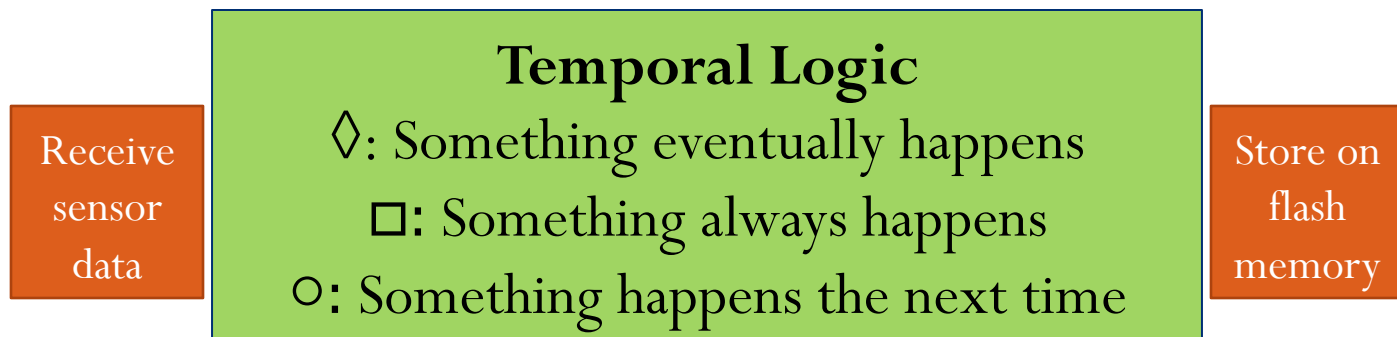 Receive
sensor
data
Temporal Logic
◊: Something eventually happens
□: Something always happens
○: Something happens the next time
Store on
flash
memory